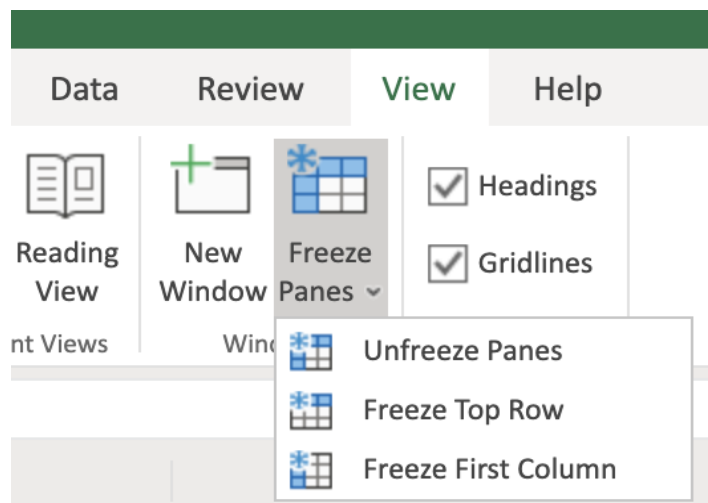 Data Review View Help
Reading View
New Window
Freeze Panes
Headings
Gridlines
nt Views
Wind
Unfreeze Panes
Freeze Top Row
Freeze First Column